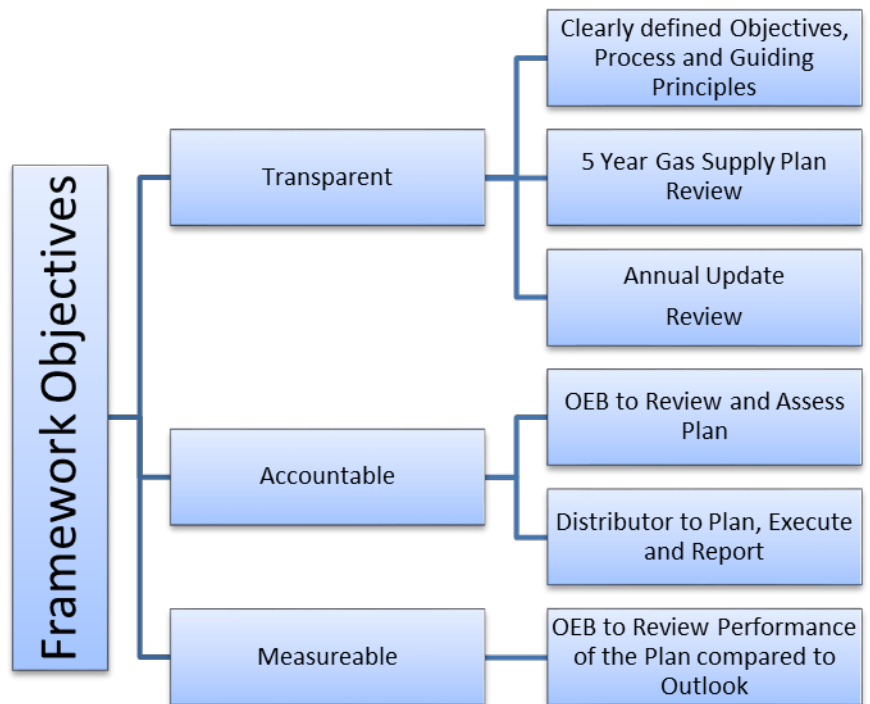 Framework Objectives
Transparent
Clearly defined Objectives,
Process and Guiding
Principles
5 Year Gas Supply Plan
Review
Annual Update
Review
Accountable
OEB to Review and Assess
Plan
Distributor to Plan, Execute
and Report
Measureable
OEB to Review Performance
of the Plan compared to
Outlook